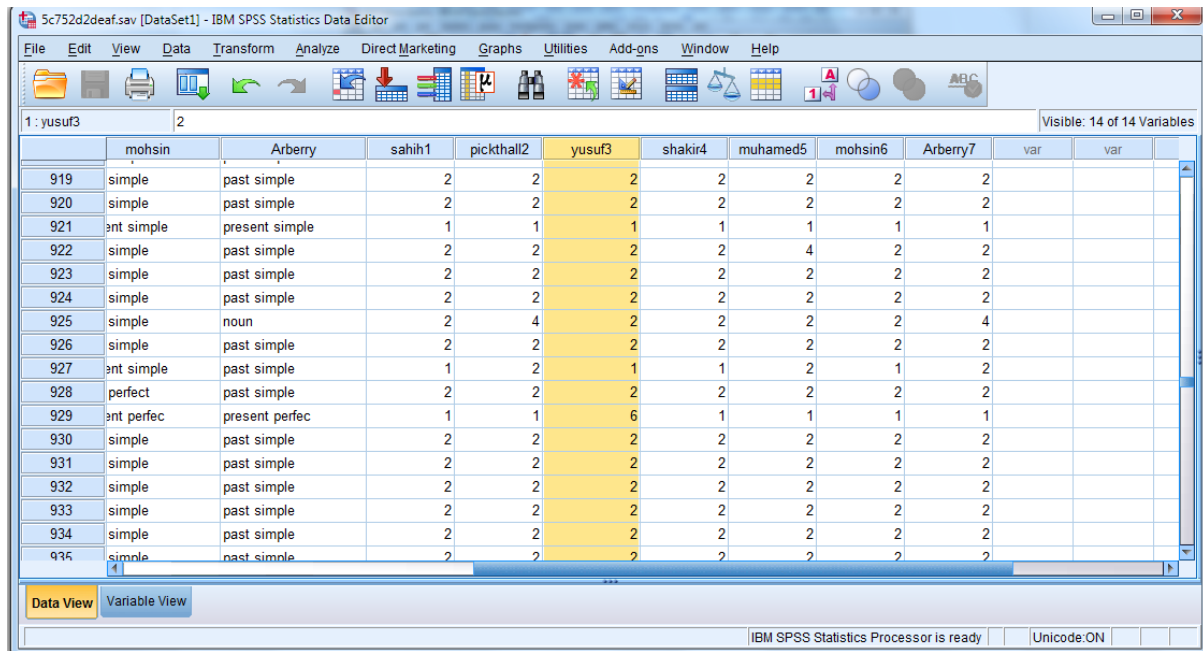 5c752d2deaf.sav [DataSet1] - IBM SPSS Statistics Data Editor
File Edit View Data Transform Analyze Direct Marketing Graphs Utilities Add-ons Window Help
1 : yusuf3 2 Visible: 14 of 14 Variables
mohsin Arberry sahih1 pickthall2 yusuf3 shakir4 muhamed5 mohsin6 Arberry7 var var
919 simple past simple 2 2 2 2 2 2 2
920 simple past simple 2 2 2 2 2 2 2
921 ent simple present simple 1 1 1 1 1 1 1
922 simple past simple 2 2 2 2 4 2 2
923 simple past simple 2 2 2 2 2 2 2
924 simple past simple 2 2 2 2 2 2 2
925 simple noun 2 4 2 2 2 2 4
926 simple past simple 2 2 2 2 2 2 2
927 ent simple past simple 1 2 1 1 2 1 2
928 perfect past simple 2 2 2 2 2 2 2
929 ent perfec present perfec 1 1 6 1 1 1 1
930 simple past simple 2 2 2 2 2 2 2
931 simple past simple 2 2 2 2 2 2 2
932 simple past simple 2 2 2 2 2 2 2
933 simple past simple 2 2 2 2 2 2 2
934 simple past simple 2 2 2 2 2 2 2
935 simple past simple 2 2 2 2 2 2 2
Data View Variable View
IBM SPSS Statistics Processor is ready Unicode:ON